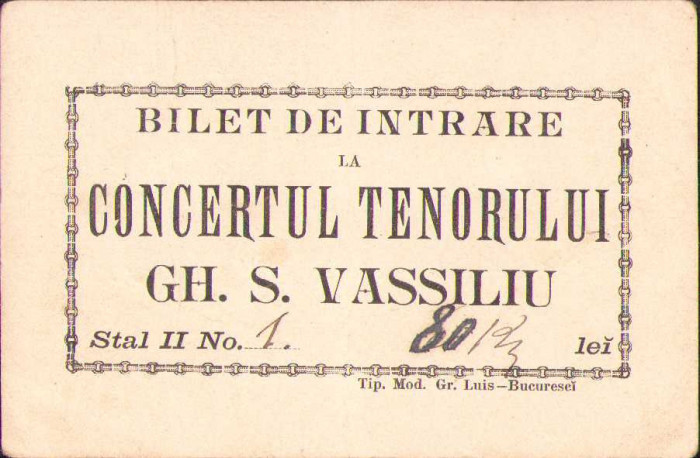 BILET DE INTRARE
LA
CONCERTUL TENORULUI
GH. S. VASSILIU
Stal II No. 1. 80 leĭ
Tip. Mod. Gr. Luis—Bucurescĭ